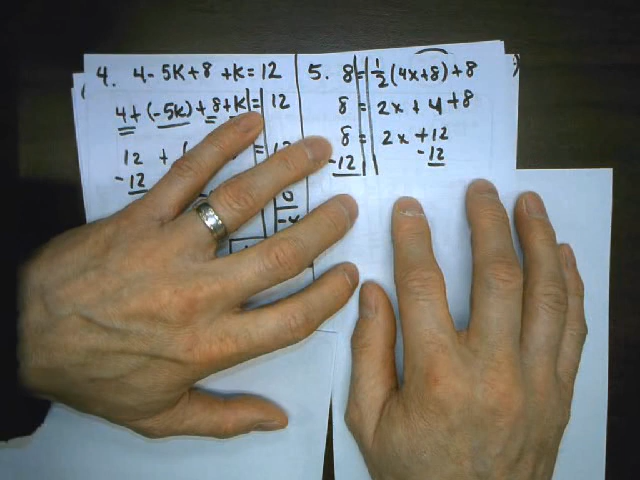 4. 4-5K+8+K=12
4+(-5K)+8+K=12
12 + ( =
-12
0
5. 8=½(4x+8)+8
8=2x+4+8
8=2x+12
-12 -12